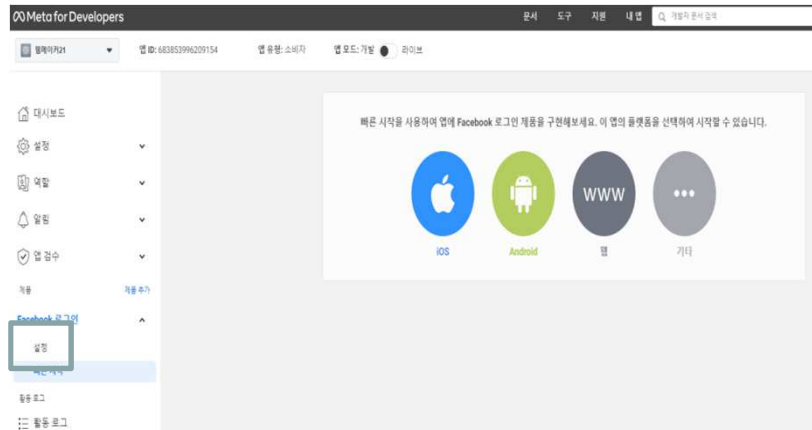 Meta for Developers
문서 도구 지원 내 앱 개발자 문서 검색
웹메이커21 앱 ID: 683853996209154 앱 유형: 소비자 앱 모드: 개발 라이브
대시보드
설정
역할
알림
앱 검수
제품 제품 추가
Facebook 로그인
설정
빠른 시작
활동 로그
활동 로그
빠른 시작을 사용하여 앱에 Facebook 로그인 제품을 구현해보세요. 이 앱의 플랫폼을 선택하여 시작할 수 있습니다.
WWW
iOS Android 웹 기타